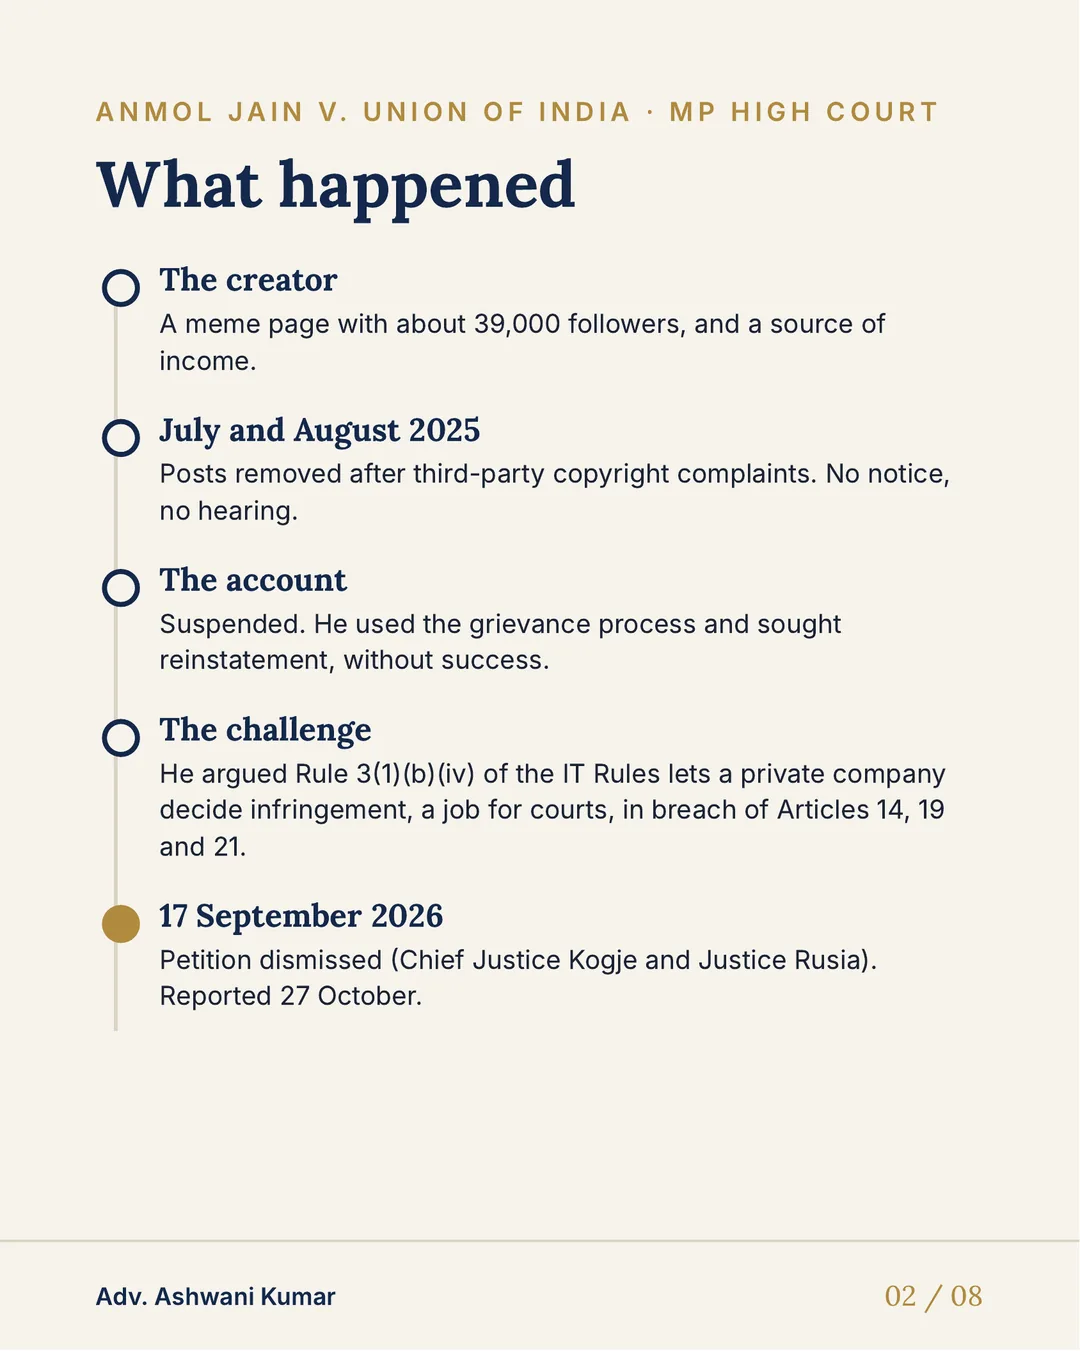 ANMOL JAIN V. UNION OF INDIA · MP HIGH COURT
What happened
The creator
A meme page with about 39,000 followers, and a source of
income.
July and August 2025
Posts removed after third-party copyright complaints. No notice,
no hearing.
The account
Suspended. He used the grievance process and sought
reinstatement, without success.
The challenge
He argued Rule 3(1)(b)(iv) of the IT Rules lets a private company
decide infringement, a job for courts, in breach of Articles 14, 19
and 21.
17 September 2026
Petition dismissed (Chief Justice Kogje and Justice Rusia).
Reported 27 October.
Adv. Ashwani Kumar
02 / 08